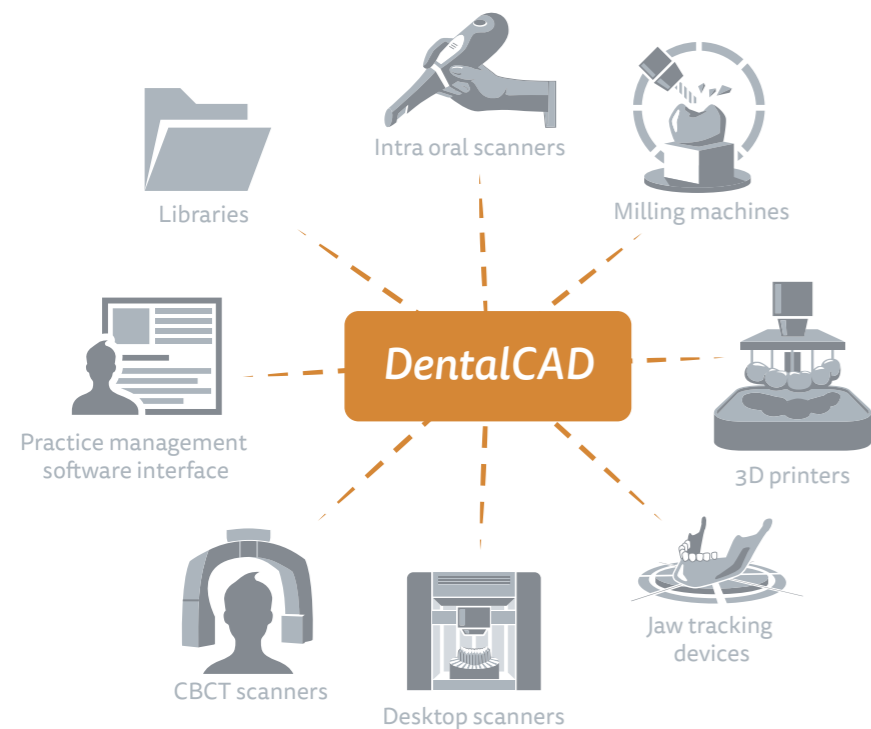 Intra oral scanners
Libraries
Milling machines
DentalCAD
Practice management
software interface
3D printers
Jaw tracking
devices
CBCT scanners
Desktop scanners